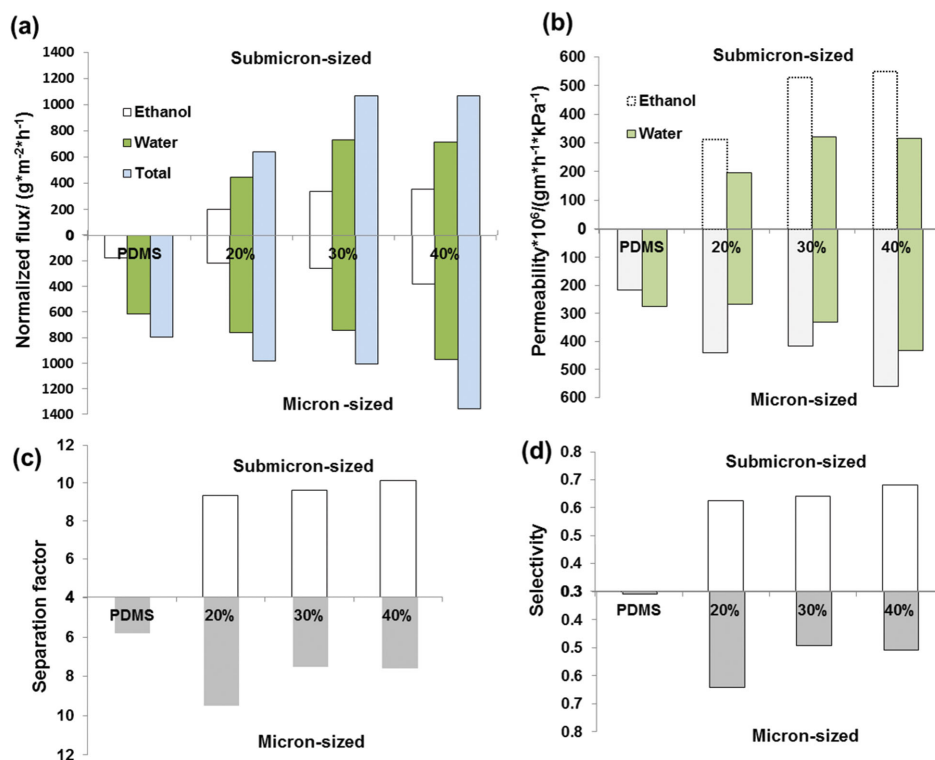 (a)
1400
1200
1000
800
600
400
200
0
200
400
600
800
1000
1200
1400
Normalized flux/ (g*m-2*h-1)
Submicron-sized
Ethanol
Water
Total
PDMS 20% 30% 40%
Micron -sized
(b)
600
500
400
300
200
100
0
100
200
300
400
500
600
Permeability*10⁶/(gm*h⁻¹*kPa⁻¹)
Submicron-sized
Ethanol
Water
PDMS 20% 30% 40%
Micron-sized
(c)
12
10
8
6
4
6
8
10
12
Separation factor
Submicron-sized
PDMS 20% 30% 40%
Micron-sized
(d)
0.8
0.7
0.6
0.5
0.4
0.3
0.4
0.5
0.6
0.7
0.8
Selectivity
Submicron-sized
PDMS 20% 30% 40%
Micron-sized